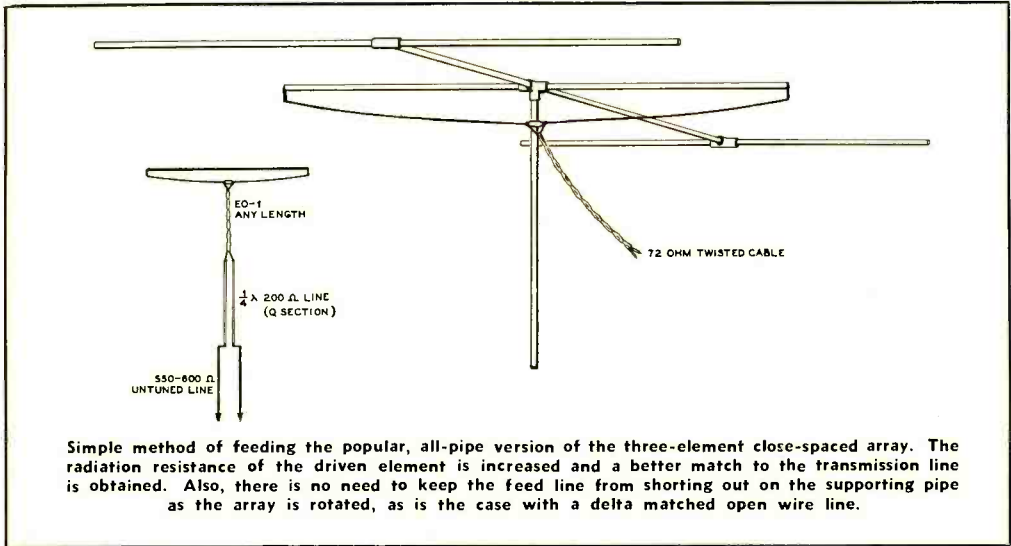 EO-1
ANY LENGTH
72 OHM TWISTED CABLE
1/4 λ 200 Ω LINE
(Q SECTION)
550-600 Ω
UNTUNED LINE
Simple method of feeding the popular, all-pipe version of the three-element close-spaced array. The
radiation resistance of the driven element is increased and a better match to the transmission line
is obtained. Also, there is no need to keep the feed line from shorting out on the supporting pipe
as the array is rotated, as is the case with a delta matched open wire line.